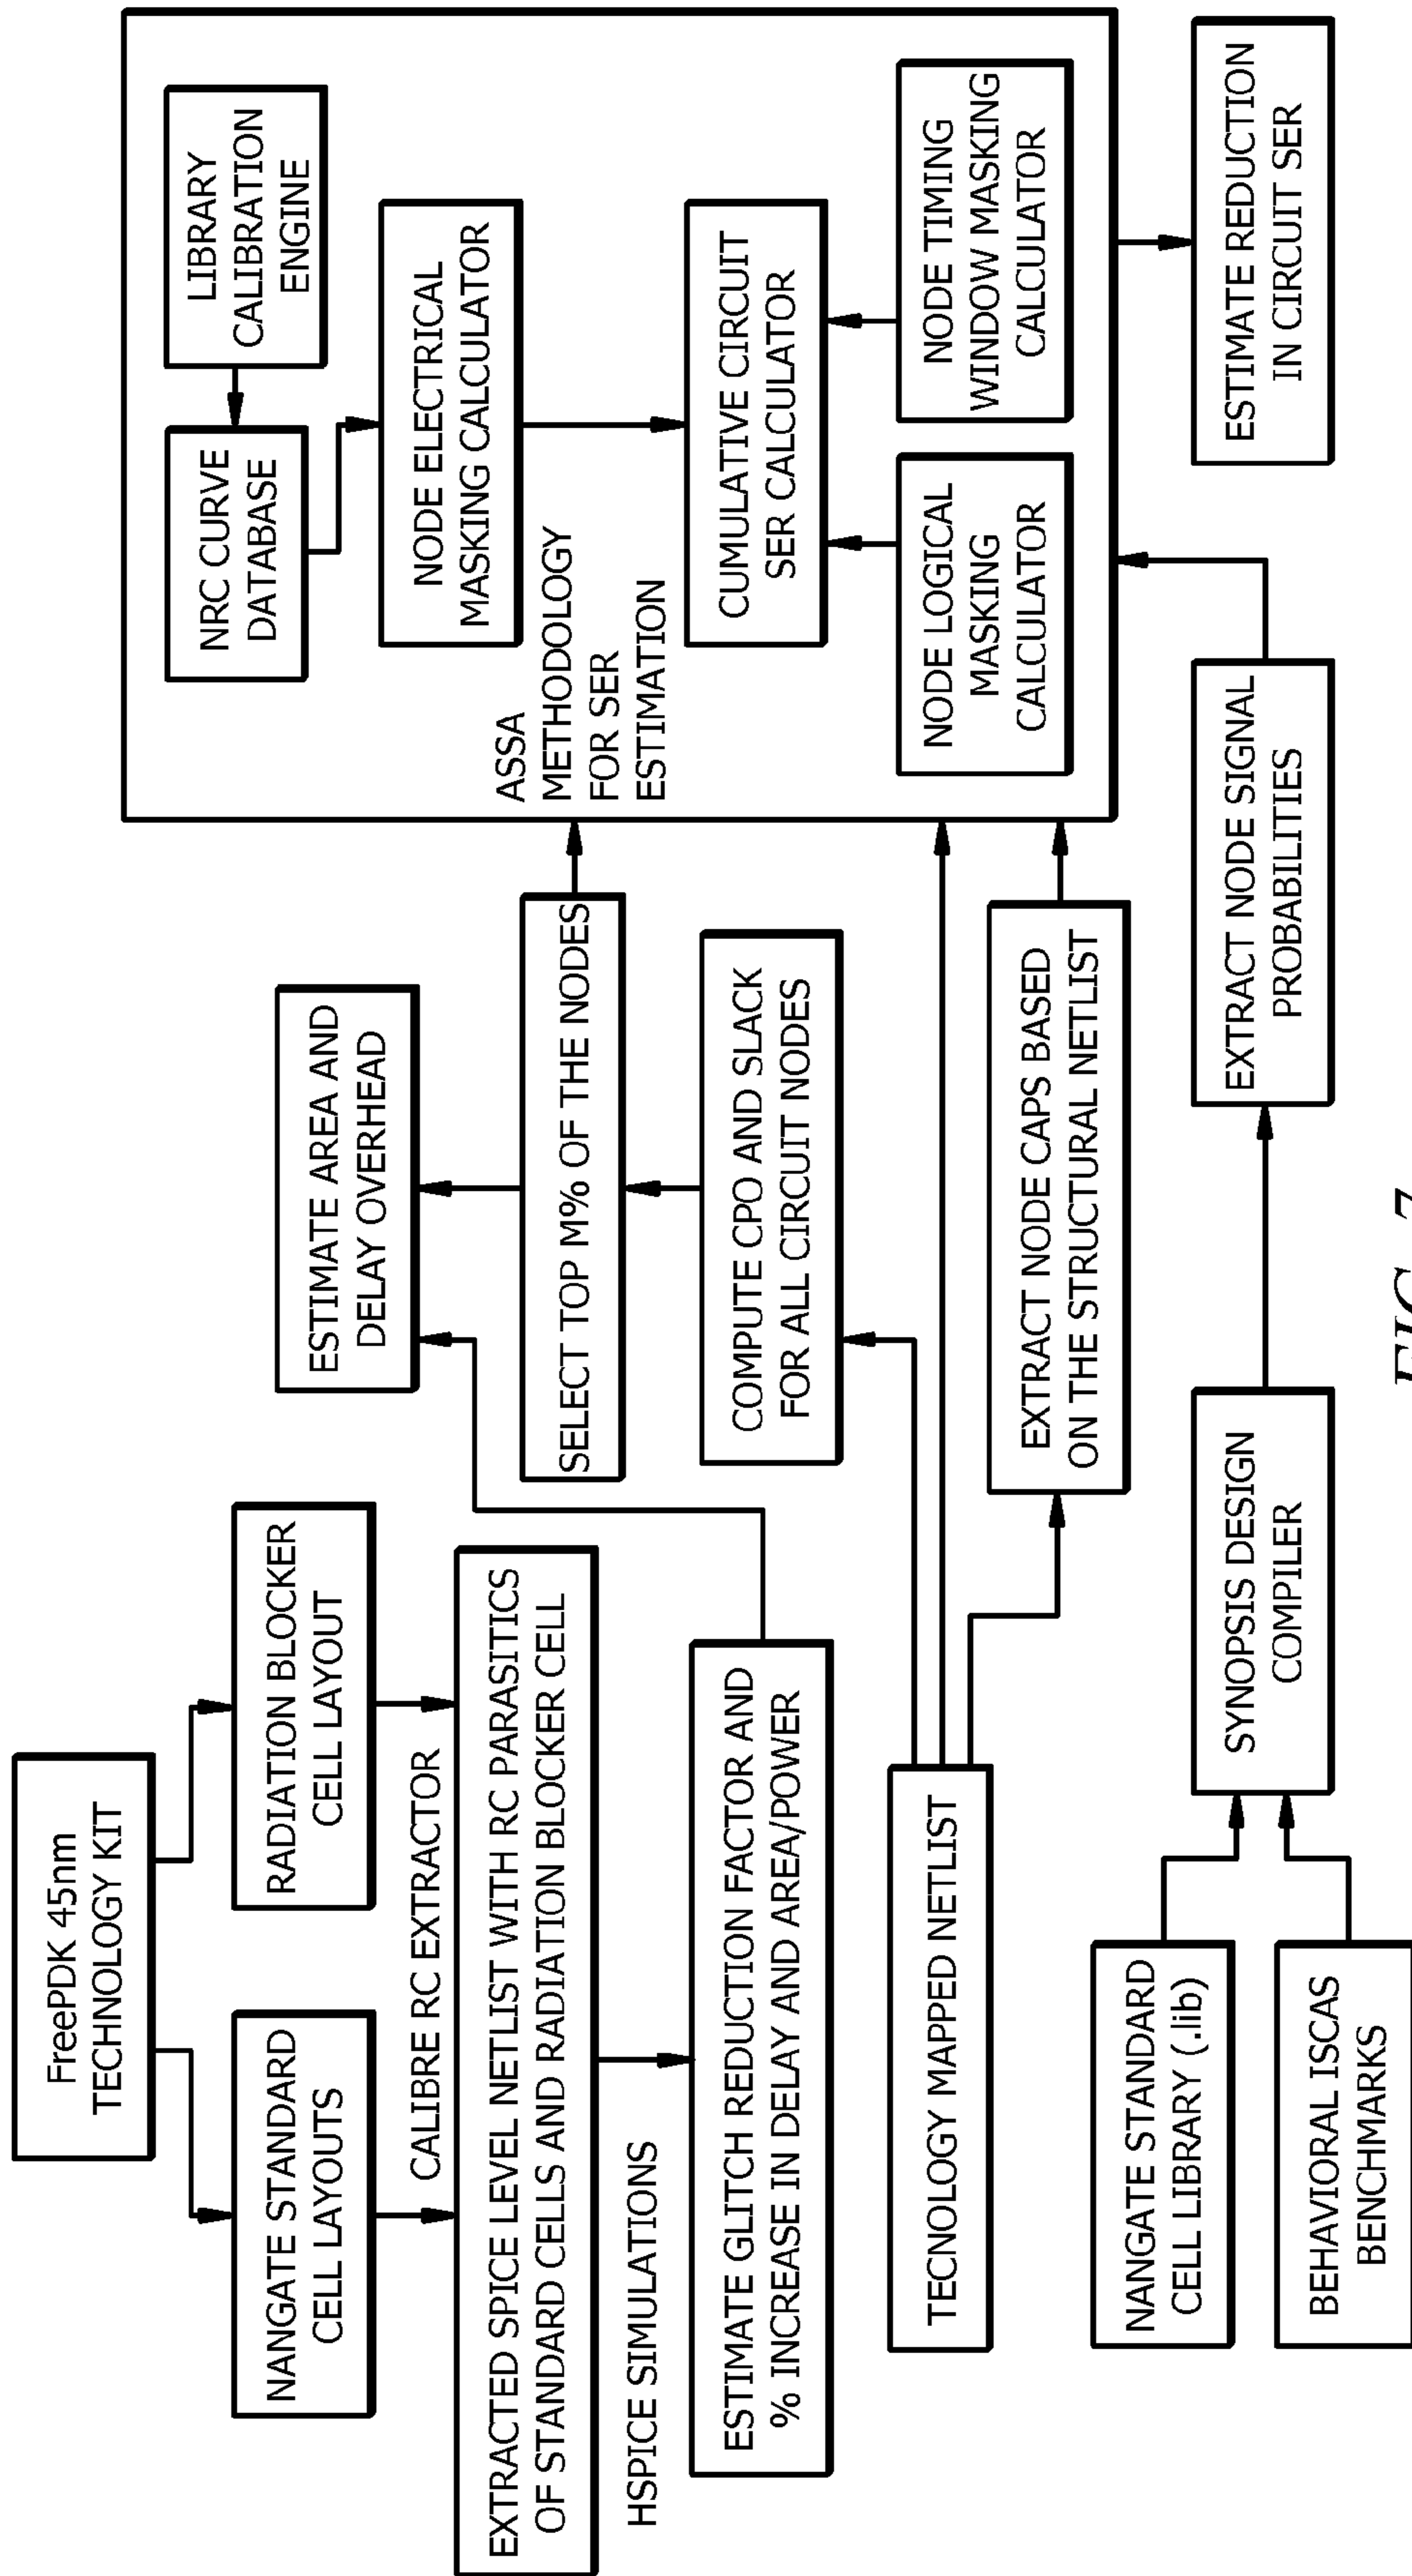 FreePDK 45nm
TECHNOLOGY KIT
NANGATE STANDARD
CELL LAYOUTS
RADIATION BLOCKER
CELL LAYOUT
CALIBRE RC EXTRACTOR
EXTRACTED SPICE LEVEL NETLIST WITH RC PARASITICS
OF STANDARD CELLS AND RADIATION BLOCKER CELL
HSPICE SIMULATIONS
ESTIMATE GLITCH REDUCTION FACTOR AND
% INCREASE IN DELAY AND AREA/POWER
ESTIMATE AREA AND
DELAY OVERHEAD
SELECT TOP M% OF THE NODES
COMPUTE CPO AND SLACK
FOR ALL CIRCUIT NODES
TECNOLOGY MAPPED NETLIST
EXTRACT NODE CAPS BASED
ON THE STRUCTURAL NETLIST
NANGATE STANDARD
CELL LIBRARY (.lib)
BEHAVIORAL ISCAS
BENCHMARKS
SYNOPSIS DESIGN
COMPILER
EXTRACT NODE SIGNAL
PROBABILITIES
LIBRARY
CALIBRATION
ENGINE
NRC CURVE
DATABASE
NODE ELECTRICAL
MASKING CALCULATOR
ASSA
METHODOLOGY
FOR SER
ESTIMATION
CUMULATIVE CIRCUIT
SER CALCULATOR
NODE LOGICAL
MASKING
CALCULATOR
NODE TIMING
WINDOW MASKING
CALCULATOR
ESTIMATE REDUCTION
IN CIRCUIT SER
FIG. 7